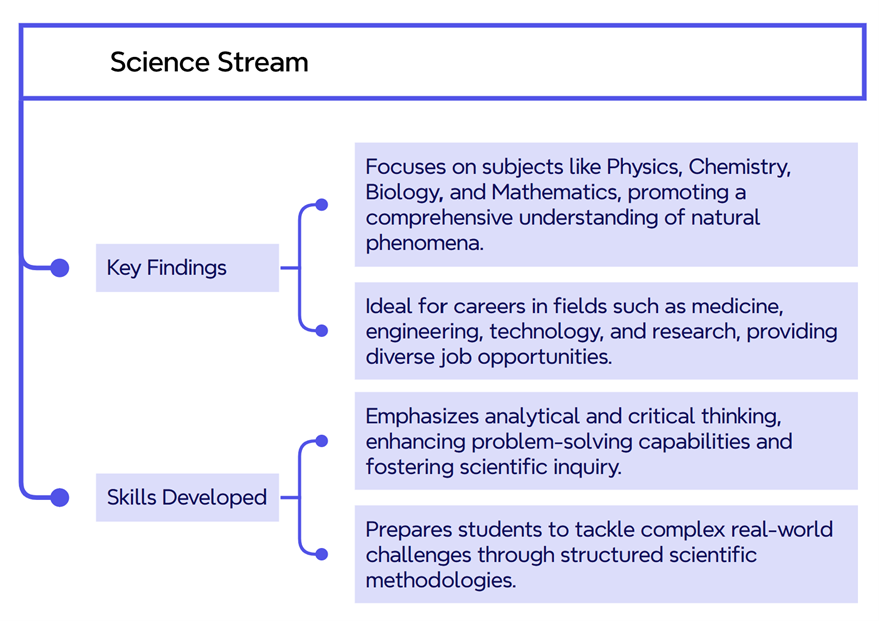 Science Stream
Key Findings
Focuses on subjects like Physics, Chemistry,
Biology, and Mathematics, promoting a
comprehensive understanding of natural
phenomena.
Ideal for careers in fields such as medicine,
engineering, technology, and research, providing
diverse job opportunities.
Skills Developed
Emphasizes analytical and critical thinking,
enhancing problem-solving capabilities and
fostering scientific inquiry.
Prepares students to tackle complex real-world
challenges through structured scientific
methodologies.